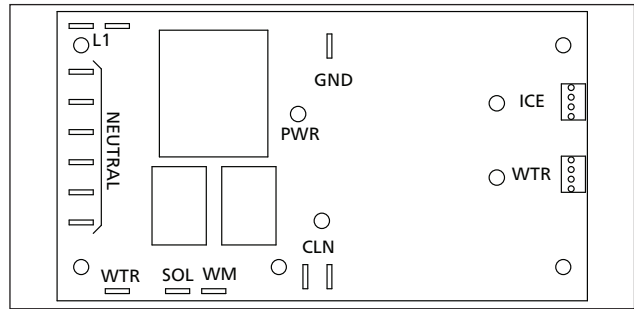 L1
GND
ICE
PWR
NEUTRAL
WTR
CLN
WTR SOL WM